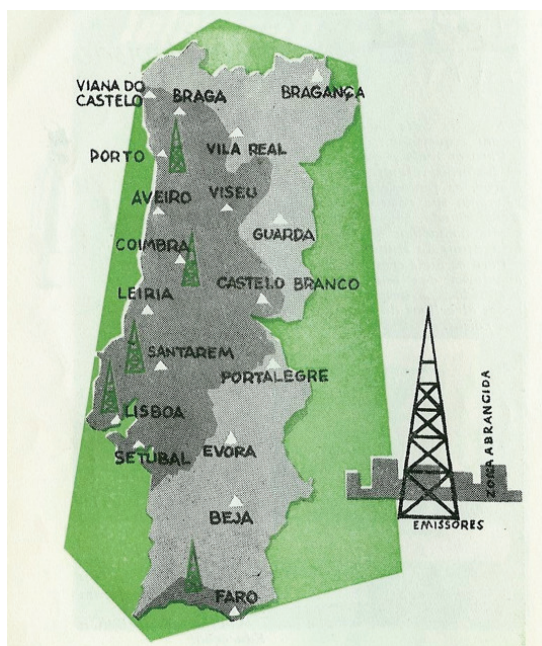 VIANA DO
CASTELO
BRAGA
BRAGANÇA
PORTO
VILA REAL
AVEIRO
VISEU
GUARDA
COIMBRA
CASTELO BRANCO
LEIRIA
SANTAREM
PORTALEGRE
LISBOA
SETUBAL
EVORA
BEJA
FARO
ZONA ABRANGIDA
EMISSORES